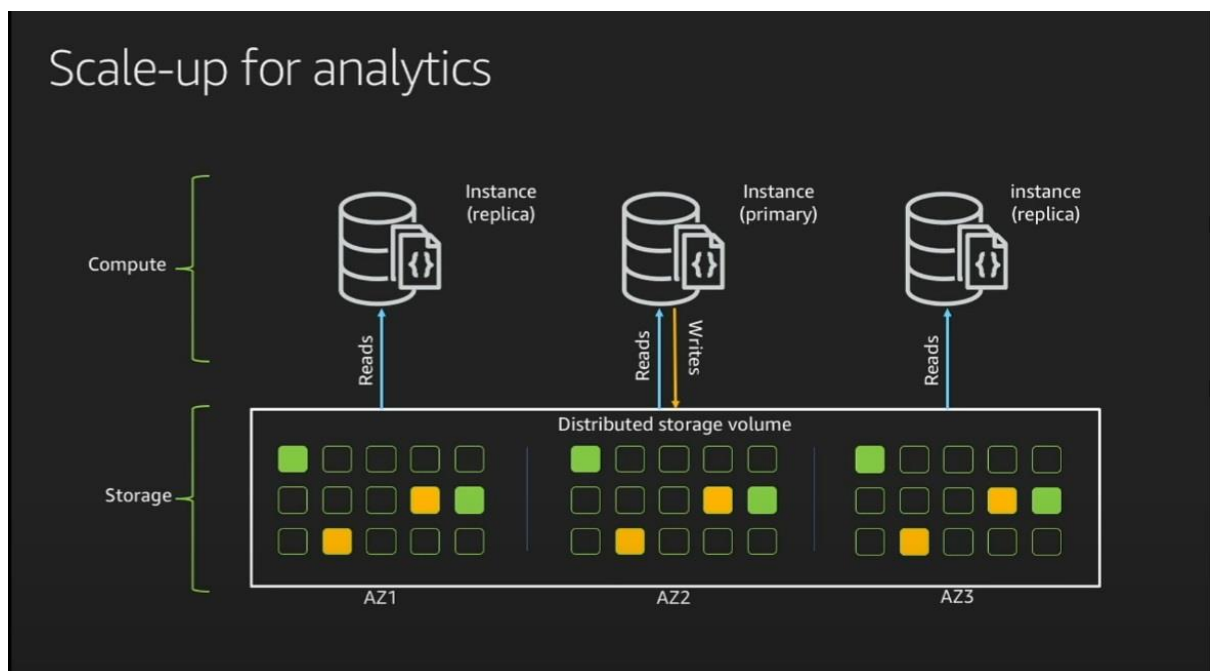 Scale-up for analytics
Instance
(replica)
Instance
(primary)
instance
(replica)
{}
{}
{}
Compute
Reads
Reads
Writes
Reads
Distributed storage volume
Storage
AZ1
AZ2
AZ3